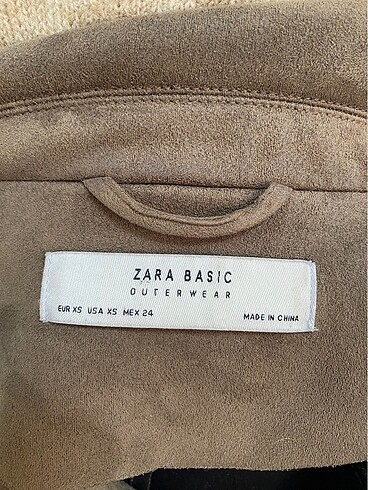 ZARA BASIC
OUTERWEAR
EUR XS USA XS MEX 24 MADE IN CHINA